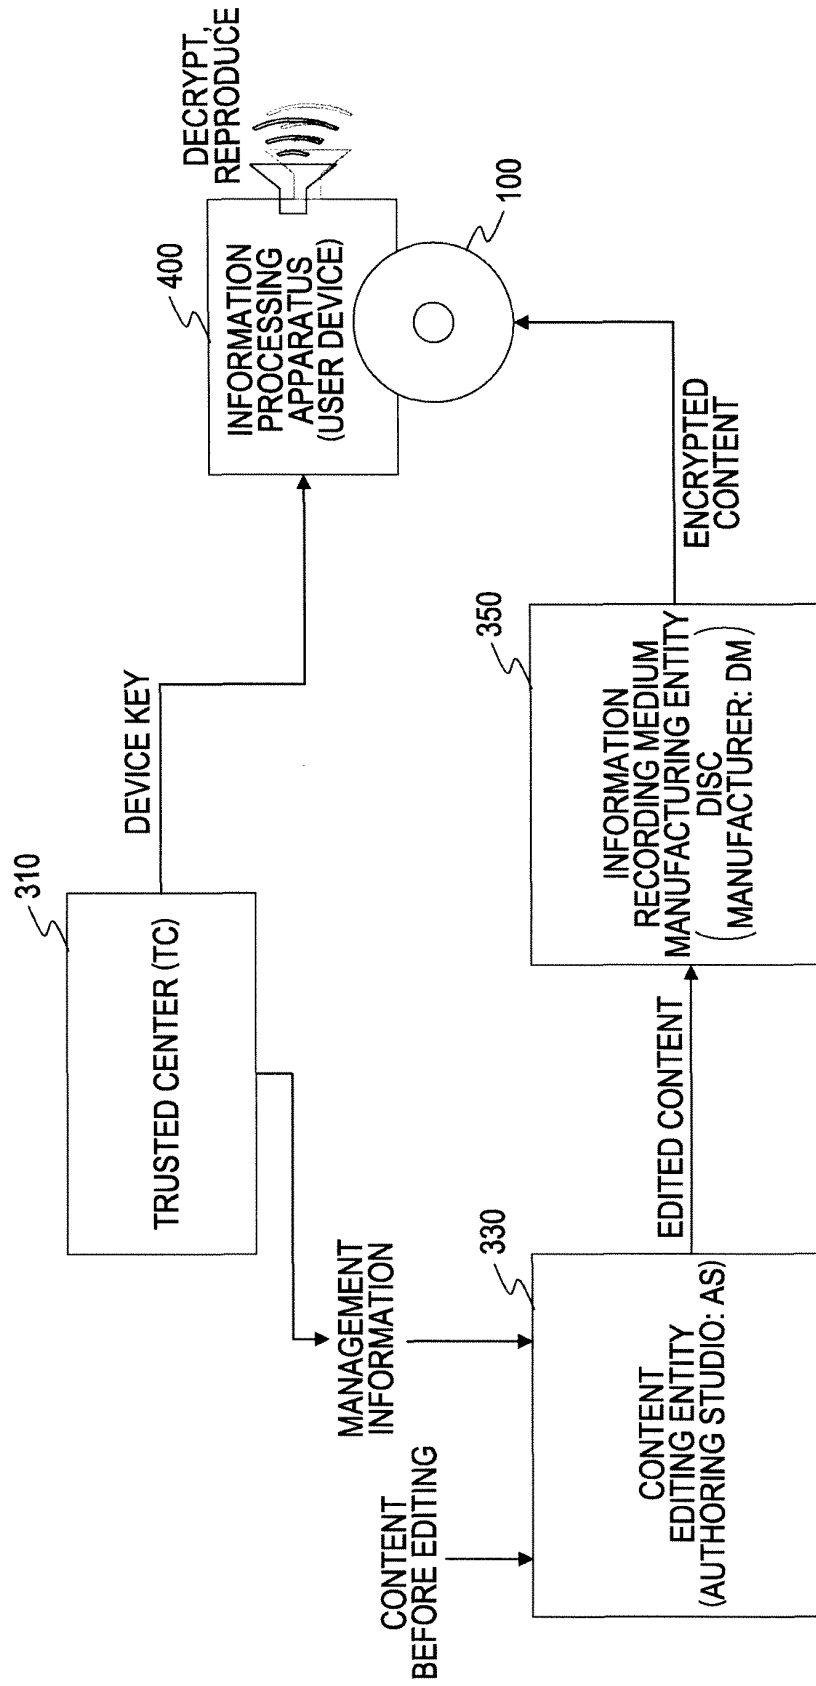 310
TRUSTED CENTER (TC)
DEVICE KEY
400
INFORMATION
PROCESSING
APPARATUS
(USER DEVICE)
DECRYPT,
REPRODUCE
100
MANAGEMENT
INFORMATION
CONTENT
BEFORE EDITING
330
CONTENT
EDITING ENTITY
(AUTHORING STUDIO: AS)
EDITED CONTENT
350
INFORMATION
RECORDING MEDIUM
MANUFACTURING ENTITY
(DISC
MANUFACTURER: DM)
ENCRYPTED
CONTENT